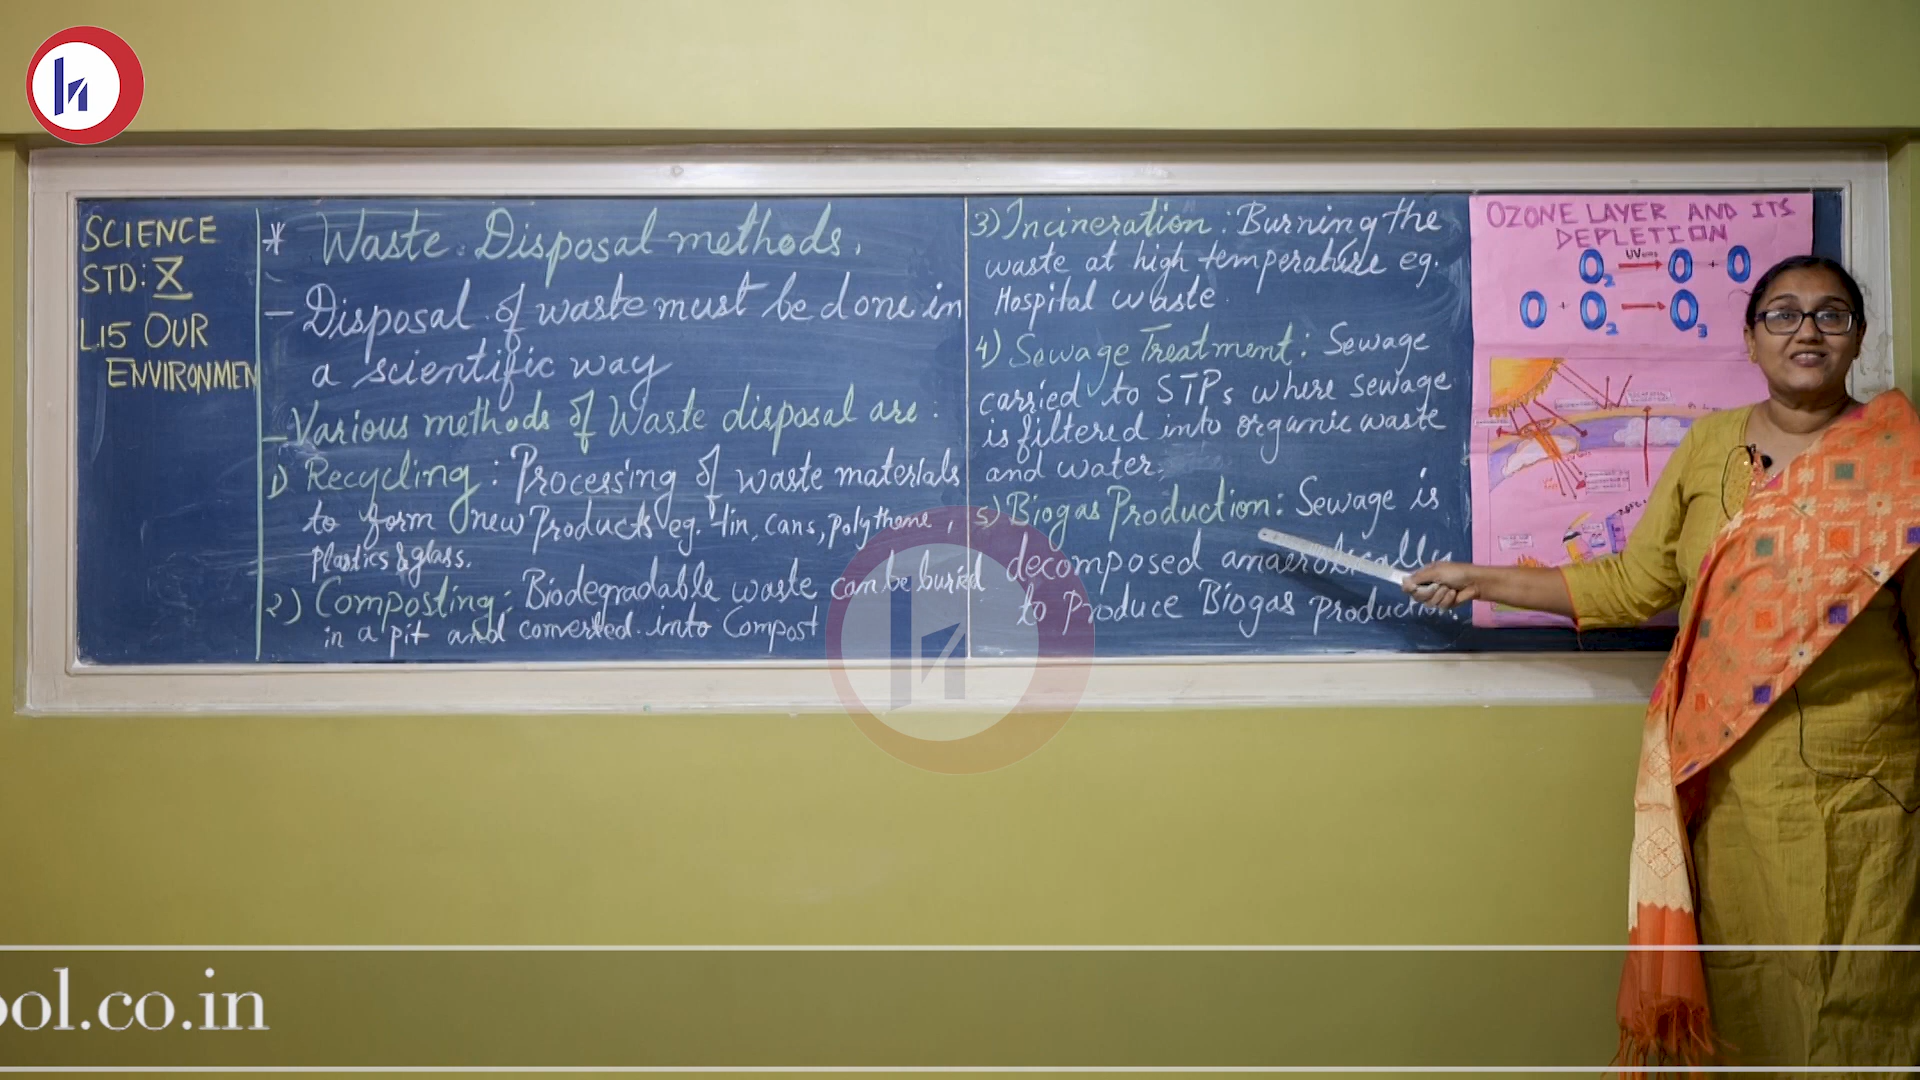 SCIENCE
STD: X
L15 OUR
ENVIRONMEN
* Waste Disposal methods.
- Disposal of waste must be done in
a scientific way
- Various methods of Waste disposal are:
1) Recycling: Processing of waste materials
to form new Products eg. tin, cans, polythene,
Plastics & glass.
2) Composting: Biodegradable waste can be buried
in a pit and converted into Compost
3) Incineration: Burning the
waste at high temperature eg.
Hospital waste.
4) Sewage Treatment: Sewage
carried to STPs where sewage
is filtered into organic waste
and water.
5) Biogas Production: Sewage is
decomposed anaerobically
to Produce Biogas Production.
OZONE LAYER AND ITS
DEPLETION
O2 UV O + O
O + O2 O3
ool.co.in